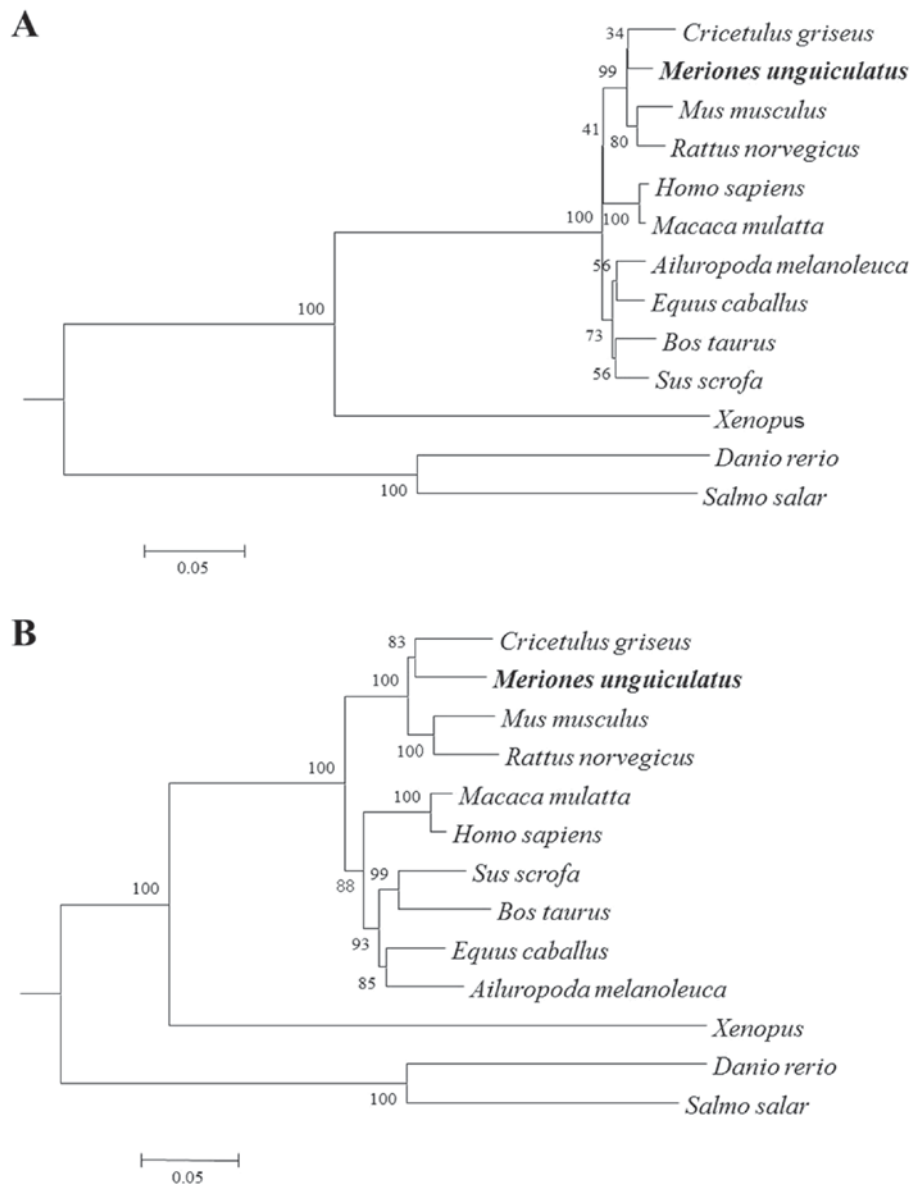 A
34
Cricetulus griseus
99
Meriones unguiculatus
Mus musculus
41
80
Rattus norvegicus
Homo sapiens
100
100
Macaca mulatta
56
Ailuropoda melanoleuca
Equus caballus
100
73
Bos taurus
56
Sus scrofa
Xenopus
Danio rerio
100
Salmo salar
0.05
B
83
Cricetulus griseus
100
Meriones unguiculatus
Mus musculus
100
Rattus norvegicus
100
100
Macaca mulatta
Homo sapiens
99
Sus scrofa
100
88
Bos taurus
93
Equus caballus
85
Ailuropoda melanoleuca
Xenopus
Danio rerio
100
Salmo salar
0.05